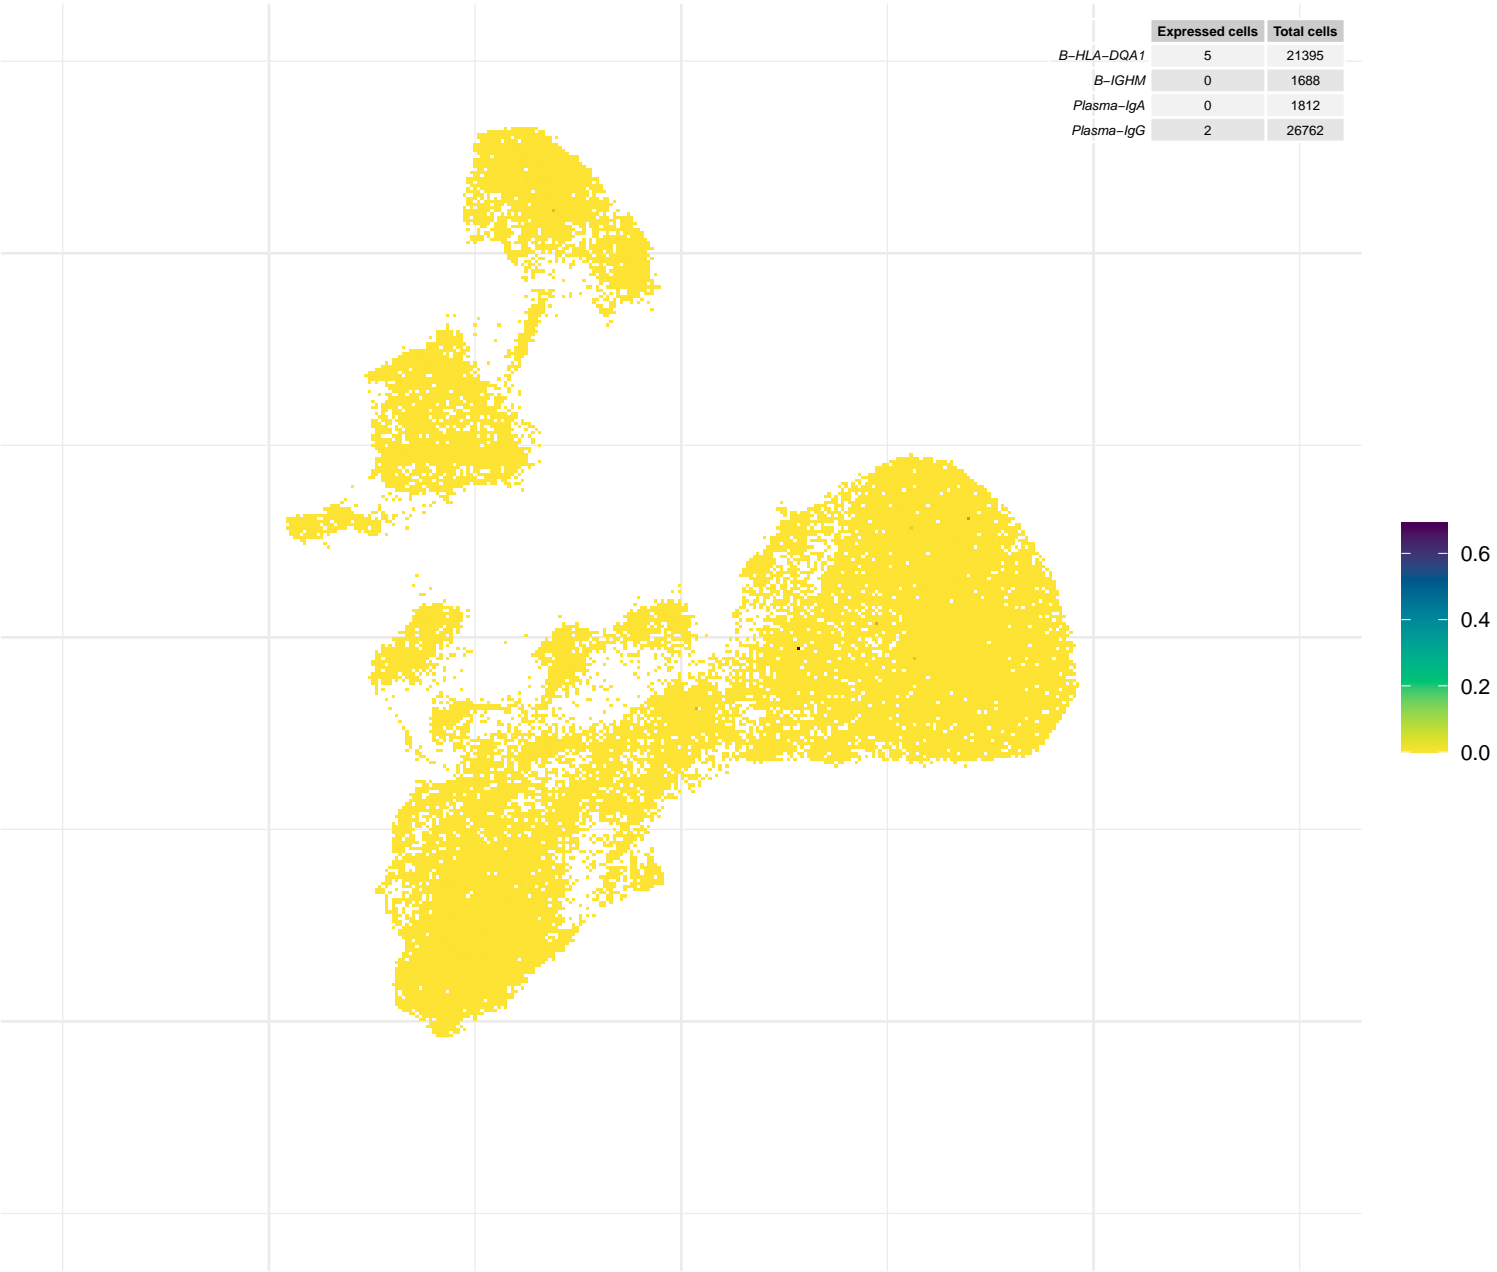 Expressed cells Total cells
B−HLA−DQA1 5 21395
B−IGHM 0 1688
Plasma−IgA 0 1812
Plasma−IgG 2 26762
0.6
0.4
0.2
0.0